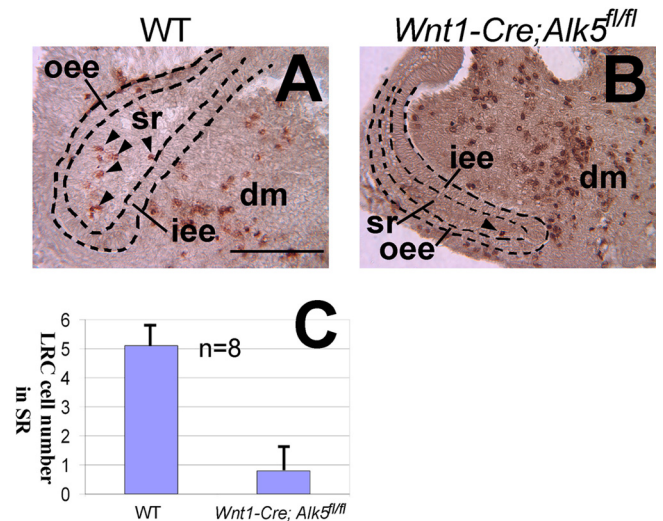 WT
Wnt1-Cre;Alk5fl/fl
A
oee
sr
dm
iee
B
iee
dm
sr
oee
C
6
5
4
3
2
1
0
LRC cell number
in SR
n=8
WT
Wnt1-Cre; Alk5fl/fl